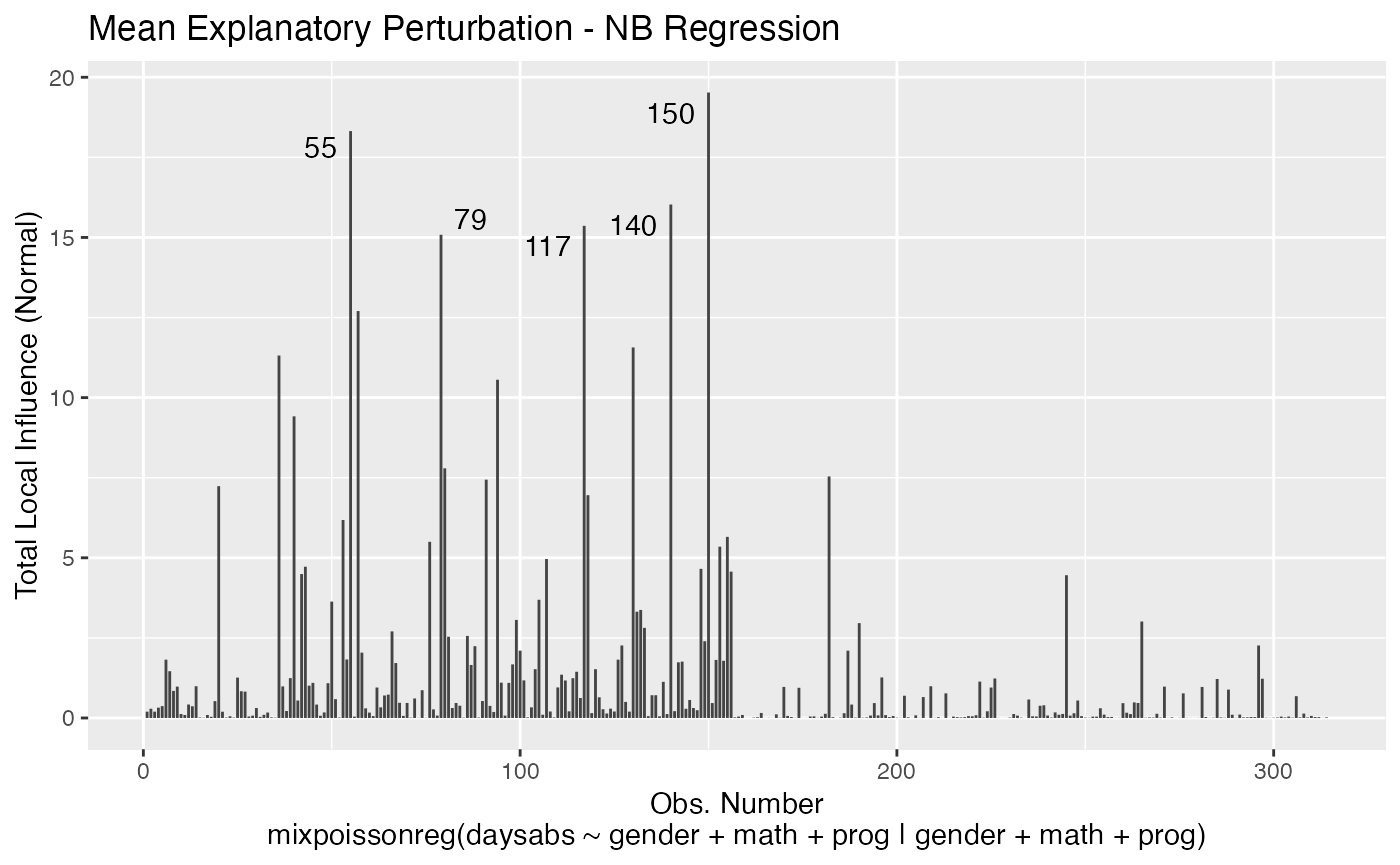 Mean Explanatory Perturbation - NB Regression
Total Local Influence (Normal)
20
15
10
5
0
150
55
79
140
117
0 100 200 300
Obs. Number
mixpoissonreg(daysabs ~ gender + math + prog | gender + math + prog)